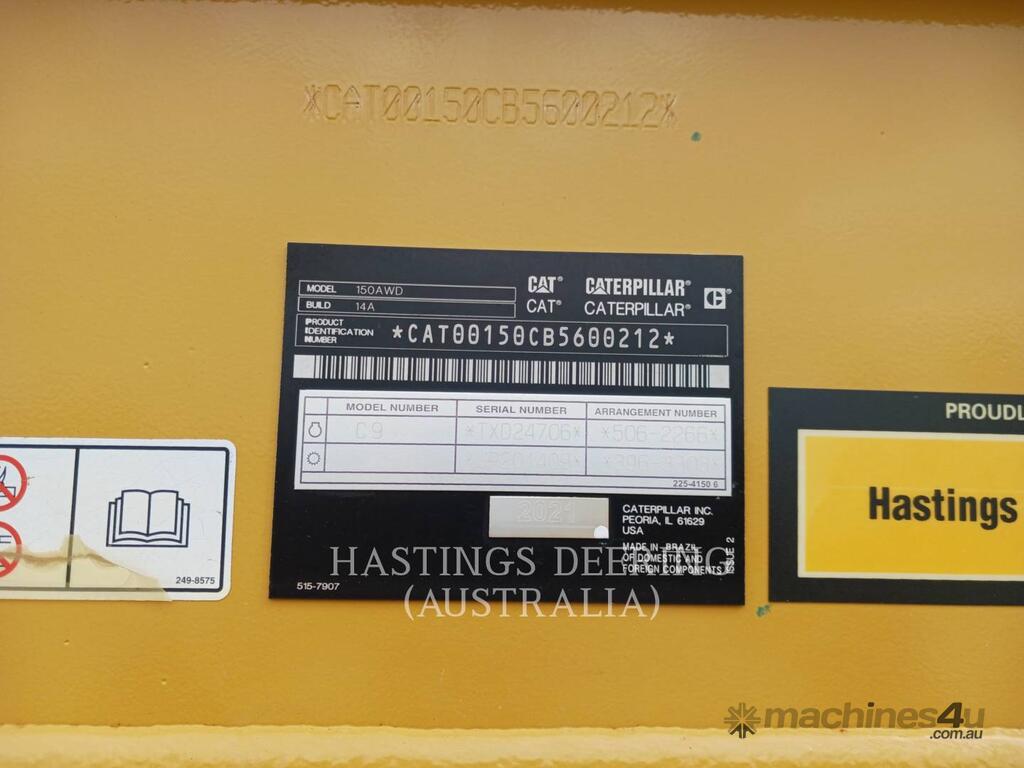 *CAT00150CB5600212*
MODEL 150AWD
BUILD 14A
CAT® CATERPILLAR®
CAT® CATERPILLAR®
PRODUCT IDENTIFICATION NUMBER *CAT00150CB5600212*
MODEL NUMBER SERIAL NUMBER ARRANGEMENT NUMBER
C9 *TXD24706* *506-2266*
225-4150 6
2021
CATERPILLAR INC.
PEORIA, IL 61629
USA
MADE IN BRAZIL
OF DOMESTIC AND
FOREIGN COMPONENTS
ISSUE 2
515-7907
249-8575
PROUDL
Hastings
HASTINGS DEERING
(AUSTRALIA)
machines4u
.com.au